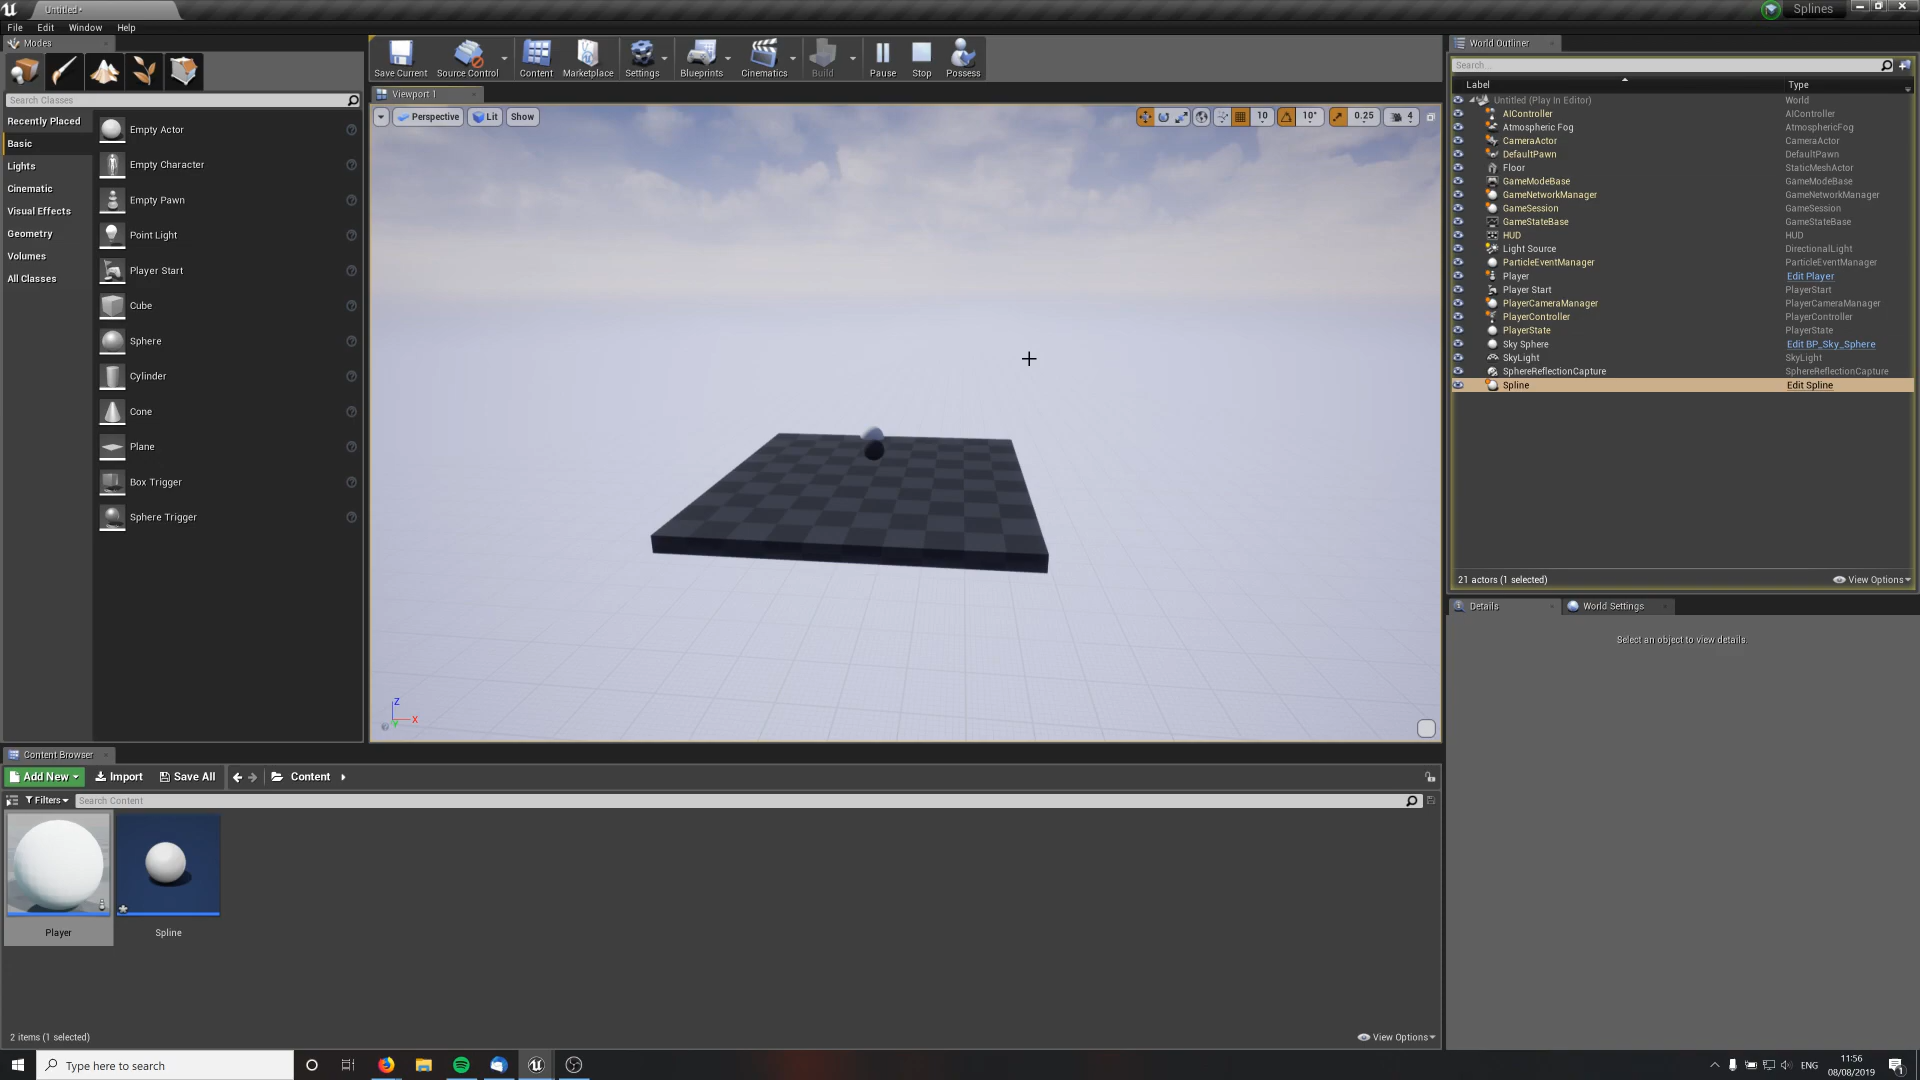 Untitled*
Splines
File Edit Window Help
Modes
Search Classes
Recently Placed
Basic
Lights
Cinematic
Visual Effects
Geometry
Volumes
All Classes
Empty Actor
Empty Character
Empty Pawn
Point Light
Player Start
Cube
Sphere
Cylinder
Cone
Plane
Box Trigger
Sphere Trigger
Save Current Source Control Content Marketplace Settings Blueprints Cinematics Build Pause Stop Possess
Viewport 1
Perspective Lit Show 10 10° 0.25 4
Z
X
Y
World Outliner
Search...
Label Type
Untitled (Play In Editor) World
AIController AIController
Atmospheric Fog AtmosphericFog
CameraActor CameraActor
DefaultPawn DefaultPawn
Floor StaticMeshActor
GameModeBase GameModeBase
GameNetworkManager GameNetworkManager
GameSession GameSession
GameStateBase GameStateBase
HUD HUD
Light Source DirectionalLight
ParticleEventManager ParticleEventManager
Player Edit Player
Player Start PlayerStart
PlayerCameraManager PlayerCameraManager
PlayerController PlayerController
PlayerState PlayerState
Sky Sphere Edit BP_Sky_Sphere
SkyLight SkyLight
SphereReflectionCapture SphereReflectionCapture
Spline Edit Spline
21 actors (1 selected) View Options
Details World Settings
Select an object to view details.
Content Browser
Add New Import Save All Content
Filters Search Content
Player Spline
2 items (1 selected) View Options
Type here to search
ENG
11:56
08/08/2019
1